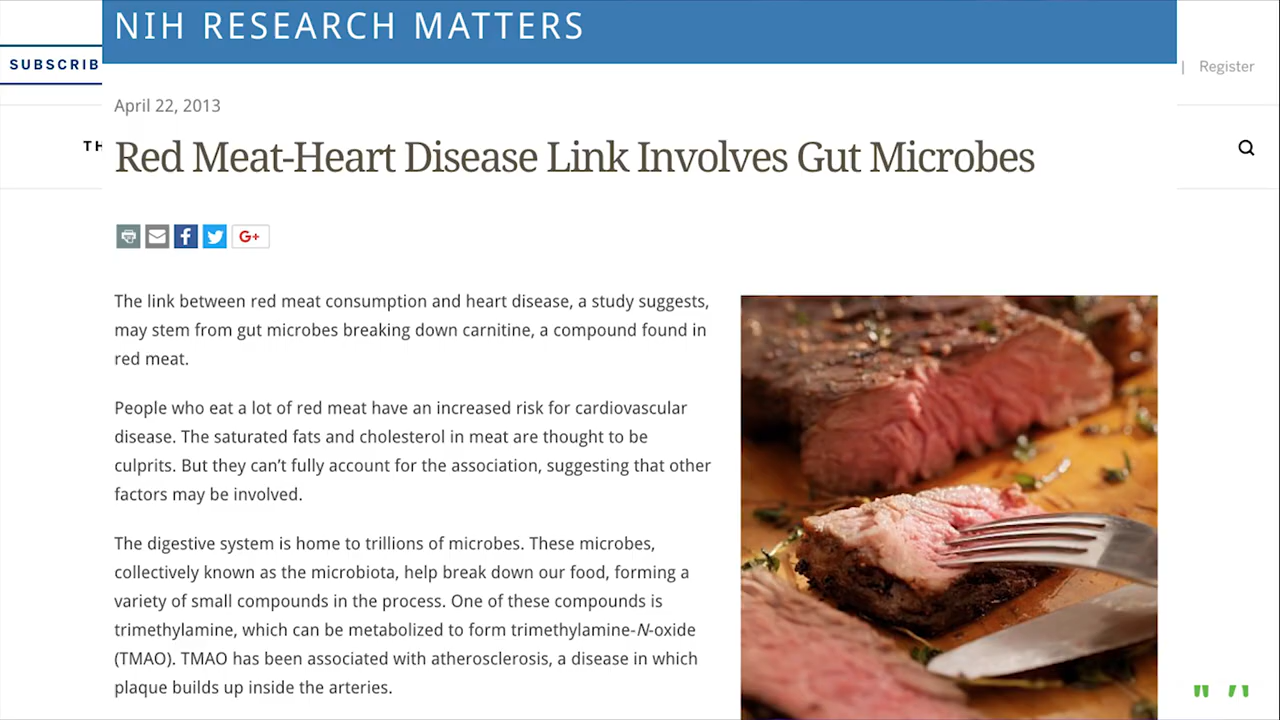 NIH RESEARCH MATTERS
SUBSCRIB
| Register
April 22, 2013
TH
Red Meat-Heart Disease Link Involves Gut Microbes
f
G+
The link between red meat consumption and heart disease, a study suggests,
may stem from gut microbes breaking down carnitine, a compound found in
red meat.
People who eat a lot of red meat have an increased risk for cardiovascular
disease. The saturated fats and cholesterol in meat are thought to be
culprits. But they can’t fully account for the association, suggesting that other
factors may be involved.
The digestive system is home to trillions of microbes. These microbes,
collectively known as the microbiota, help break down our food, forming a
variety of small compounds in the process. One of these compounds is
trimethylamine, which can be metabolized to form trimethylamine-N-oxide
(TMAO). TMAO has been associated with atherosclerosis, a disease in which
plaque builds up inside the arteries.